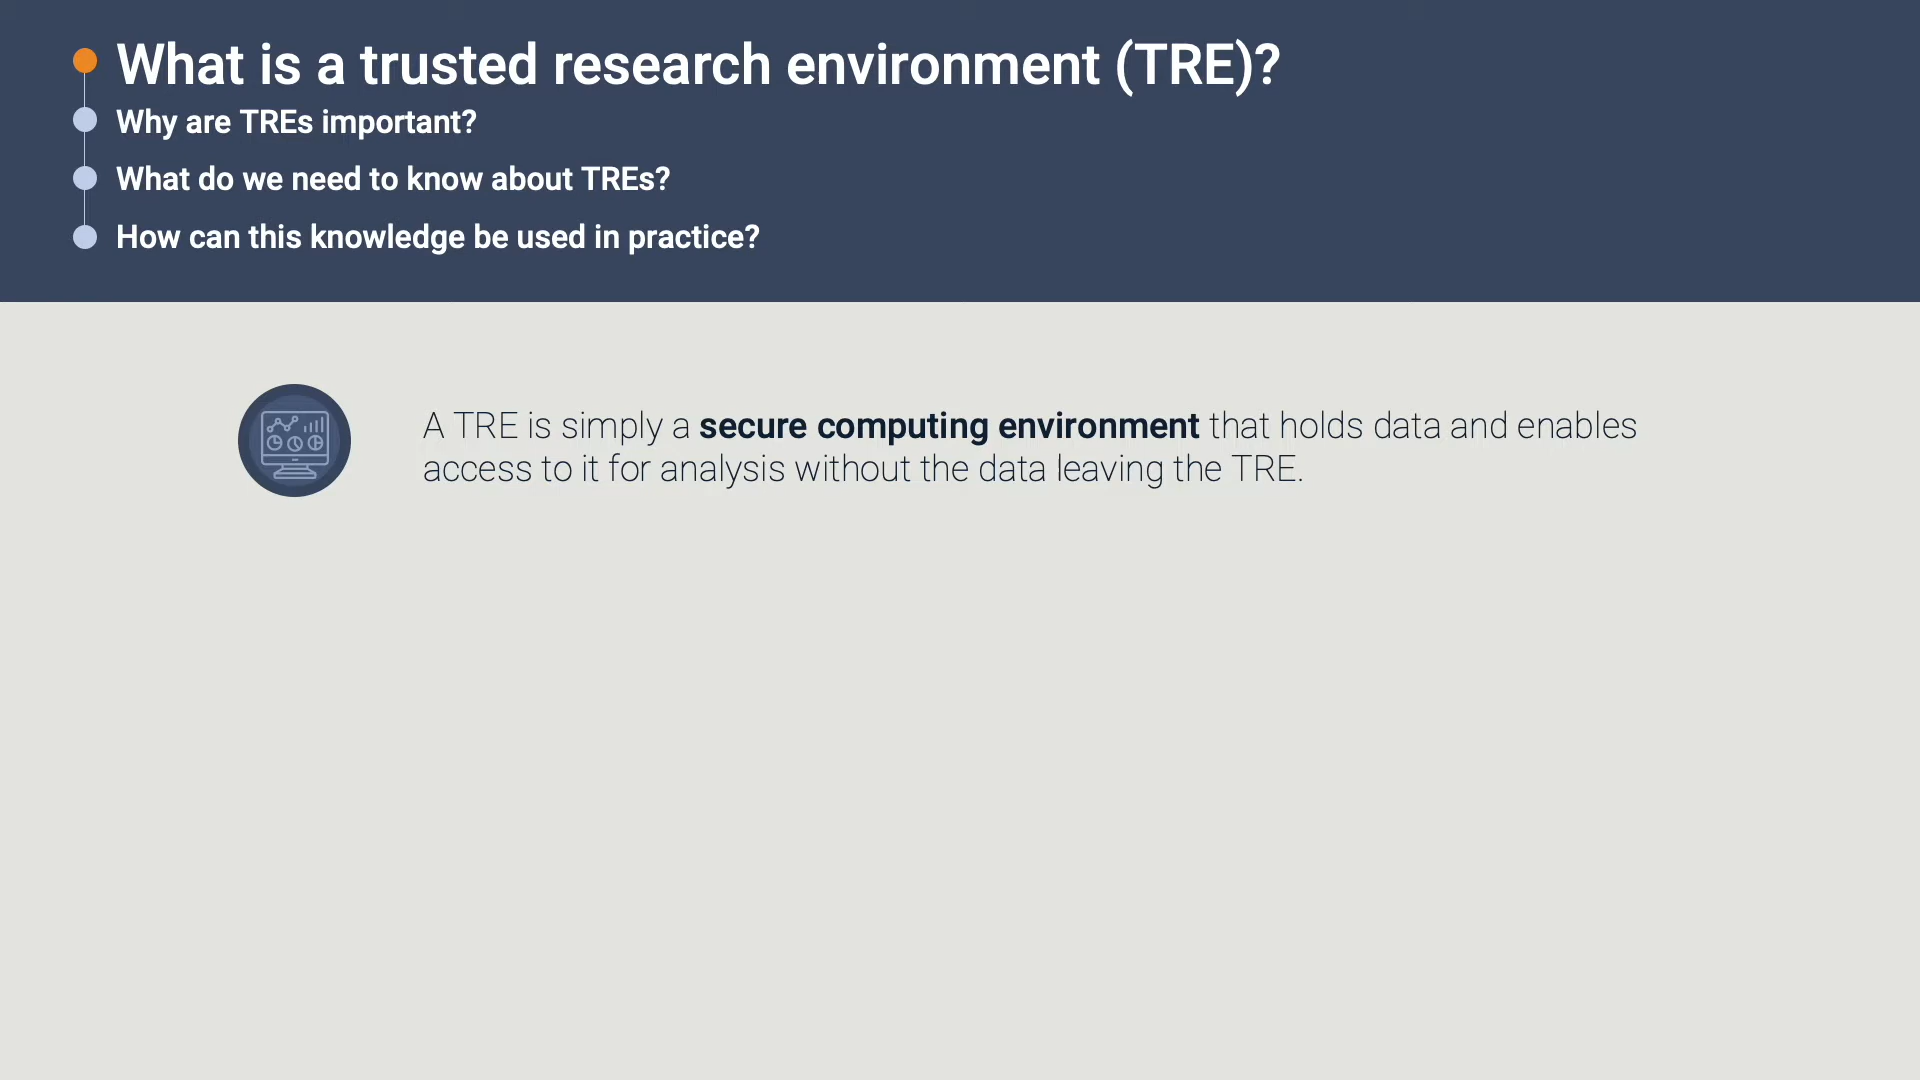 What is a trusted research environment (TRE)?
Why are TREs important?
What do we need to know about TREs?
How can this knowledge be used in practice?
A TRE is simply a secure computing environment that holds data and enables
access to it for analysis without the data leaving the TRE.